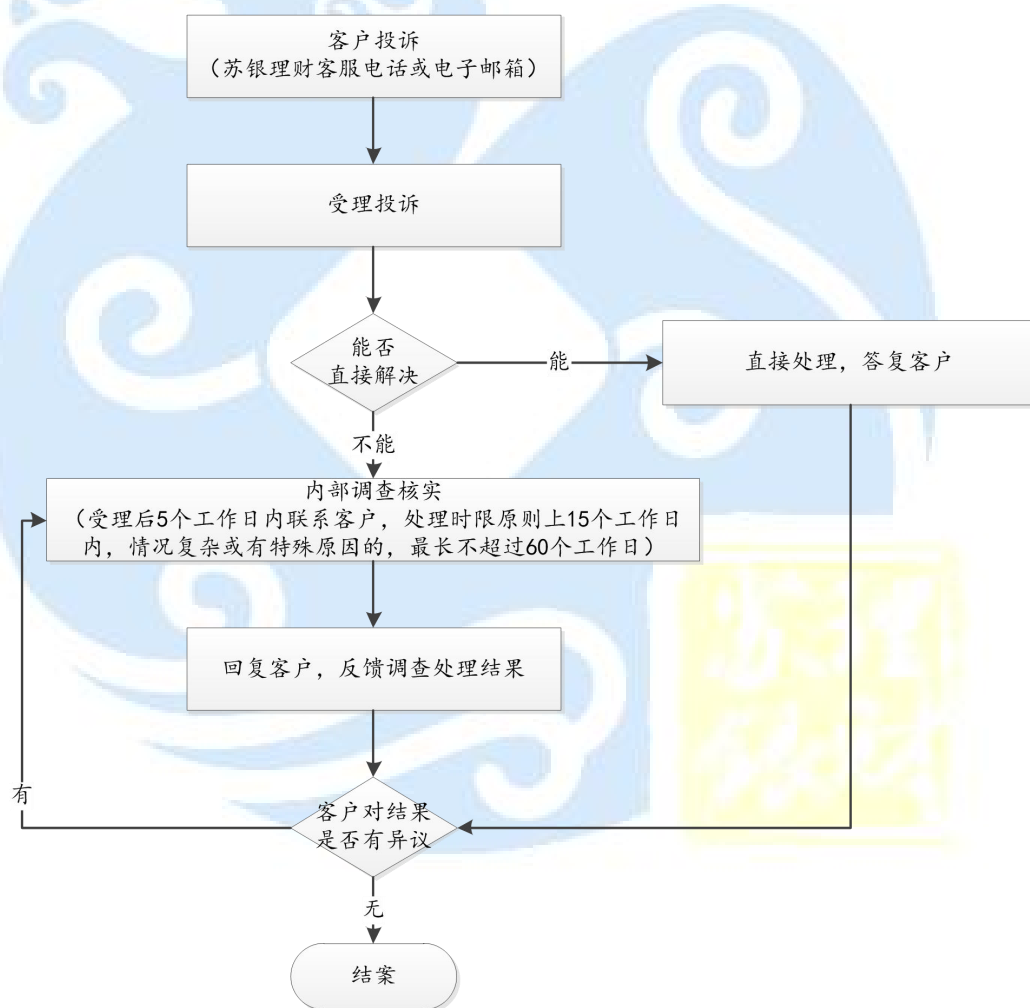 客户投诉
（苏银理财客服电话或电子邮箱）
受理投诉
能否
直接解决
能
直接处理，答复客户
不能
内部调查核实
（受理后5个工作日内联系客户，处理时限原则上15个工作日
内，情况复杂或有特殊原因的，最长不超过60个工作日）
回复客户，反馈调查处理结果
有
客户对结果
是否有异议
无
结案